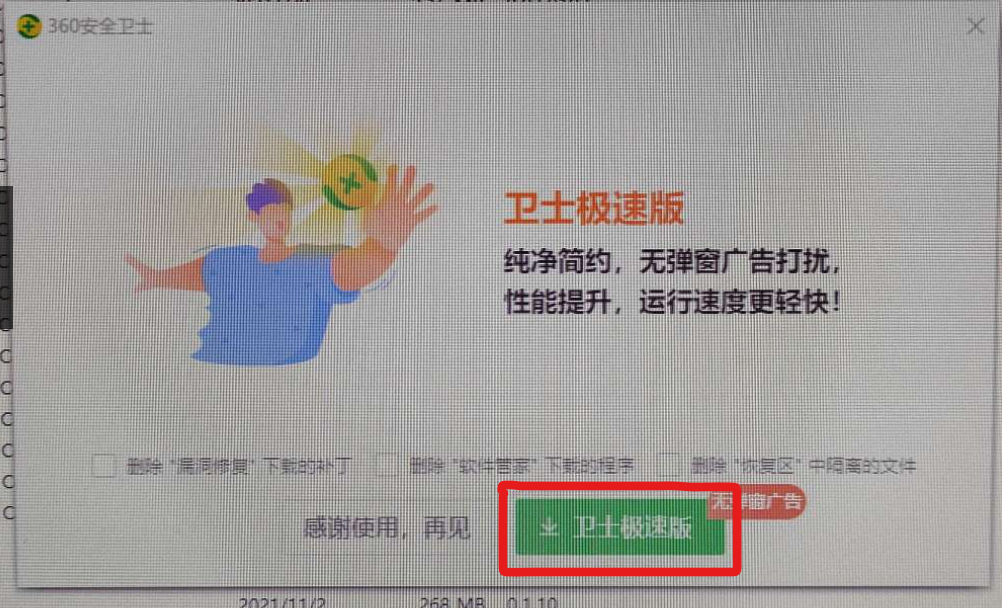 360安全卫士
卫士极速版
纯净简约，无弹窗广告打扰，
性能提升，运行速度更轻快！
删除“漏洞修复”下载的补丁
删除“软件管家”下载的程序
删除“恢复区”中隔离的文件
无弹窗广告
感谢使用，再见
卫士极速版
2021/11/2
268 MB
0.1.10